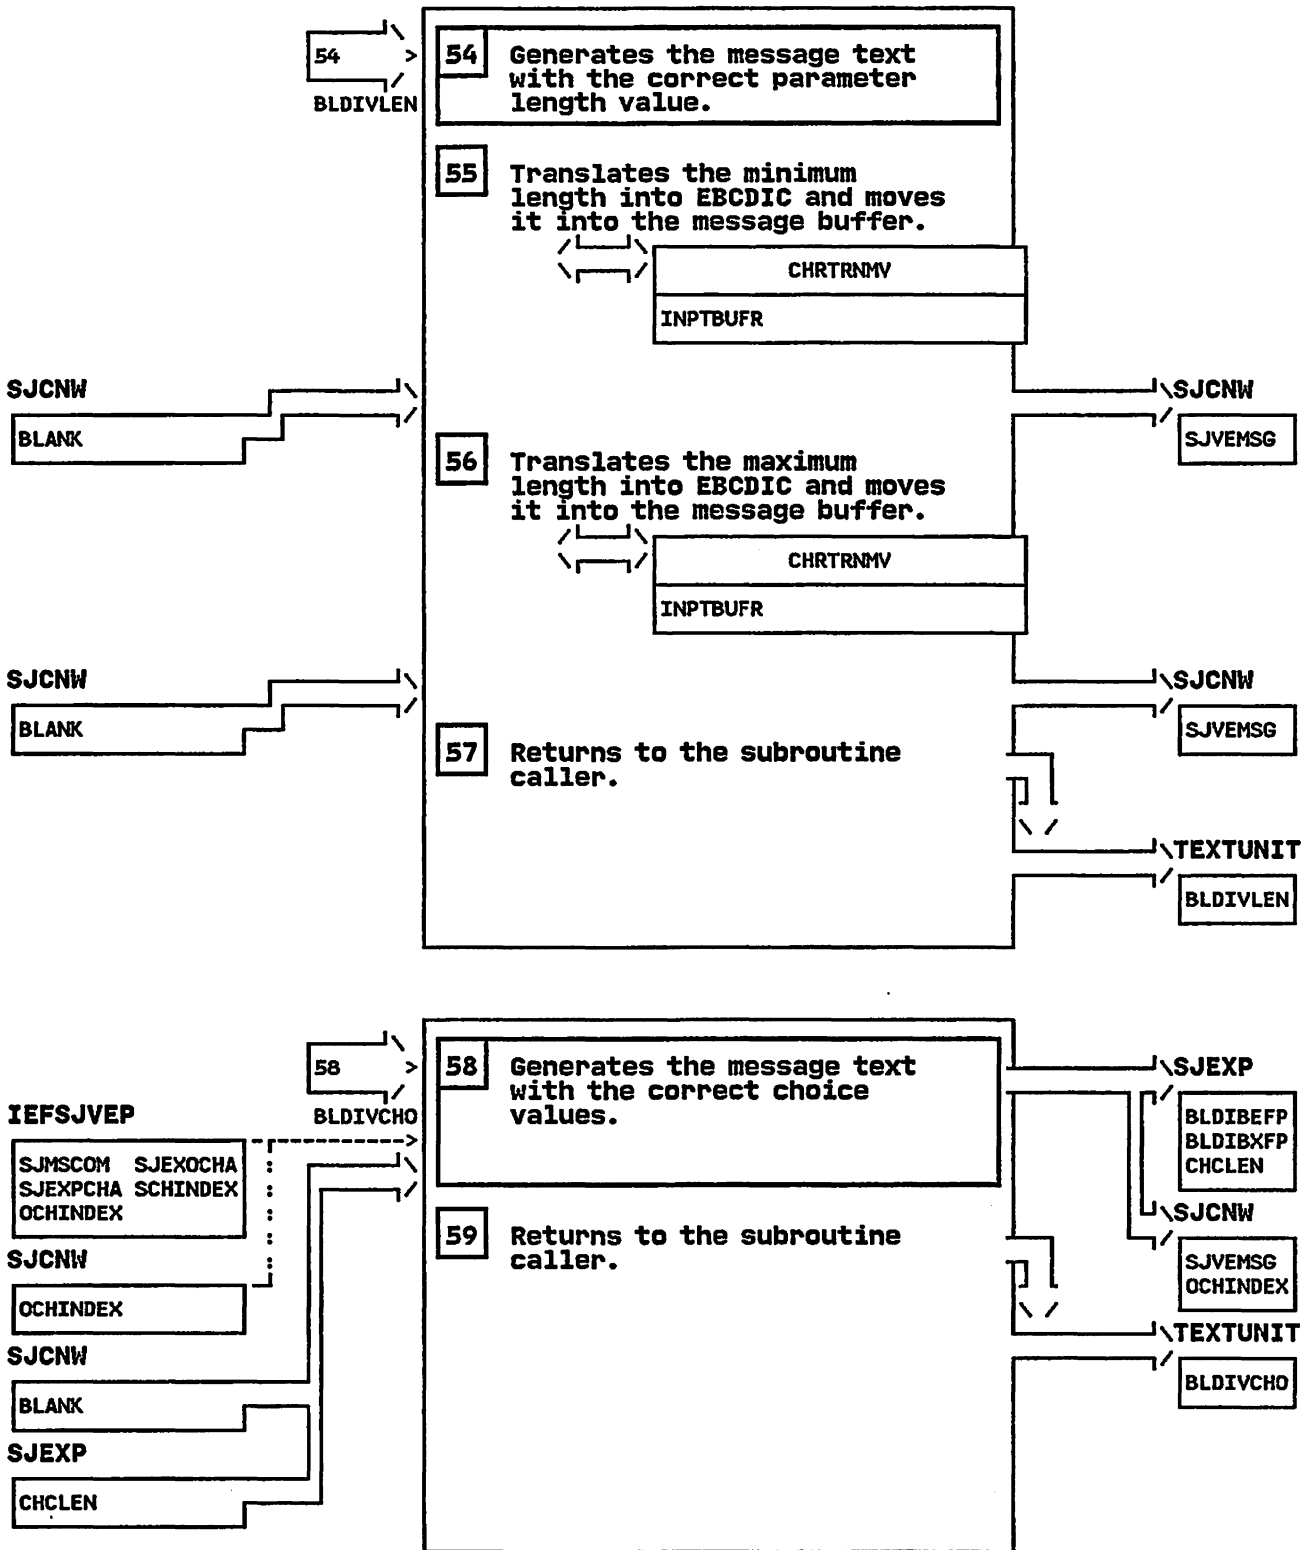 54
BLDIVLEN
54 Generates the message text
with the correct parameter
length value.
55 Translates the minimum
length into EBCDIC and moves
it into the message buffer.
CHRTRNMV
INPTBUFR
SJCNW
BLANK
SJCNW
SJVEMSG
56 Translates the maximum
length into EBCDIC and moves
it into the message buffer.
CHRTRNMV
INPTBUFR
SJCNW
BLANK
SJCNW
SJVEMSG
57 Returns to the subroutine
caller.
TEXTUNIT
BLDIVLEN
58
BLDIVCHO
58 Generates the message text
with the correct choice
values.
SJEXP
BLDIBEFP
BLDIBXFP
CHCLEN
IEFSJVEP
SJMSCOM SJEXOCHA
SJEXPCHA SCHINDEX
OCHINDEX
59 Returns to the subroutine
caller.
SJCNW
SJVEMSG
OCHINDEX
SJCNW
OCHINDEX
TEXTUNIT
BLDIVCHO
SJCNW
BLANK
SJEXP
CHCLEN